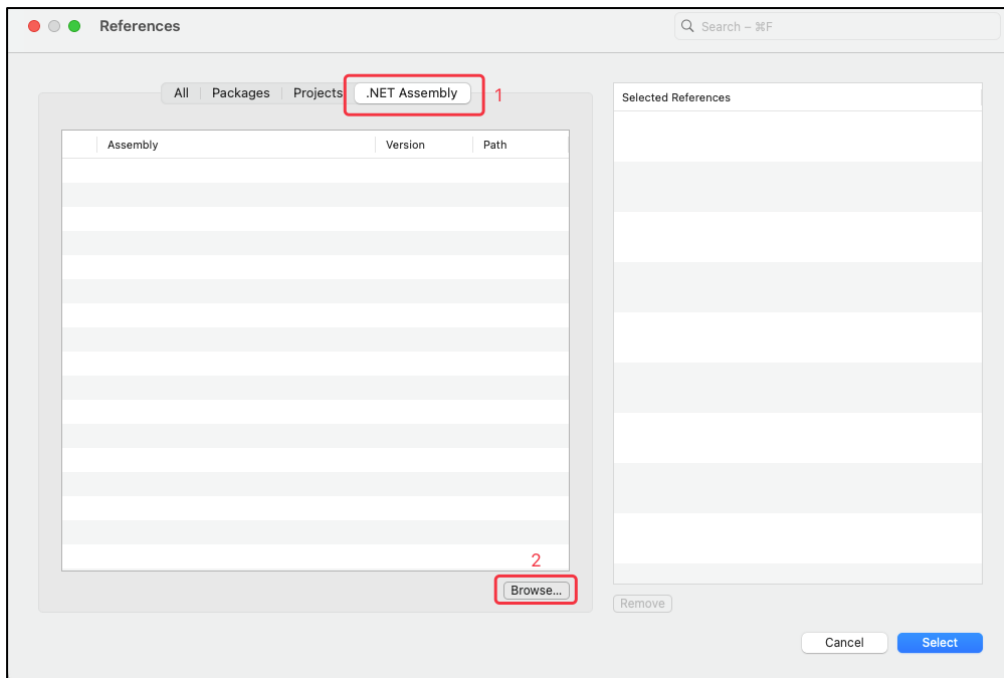 References
Search – ⌘F
All Packages Projects .NET Assembly 1
Selected References
Assembly Version Path
2
Browse...
Remove
Cancel Select